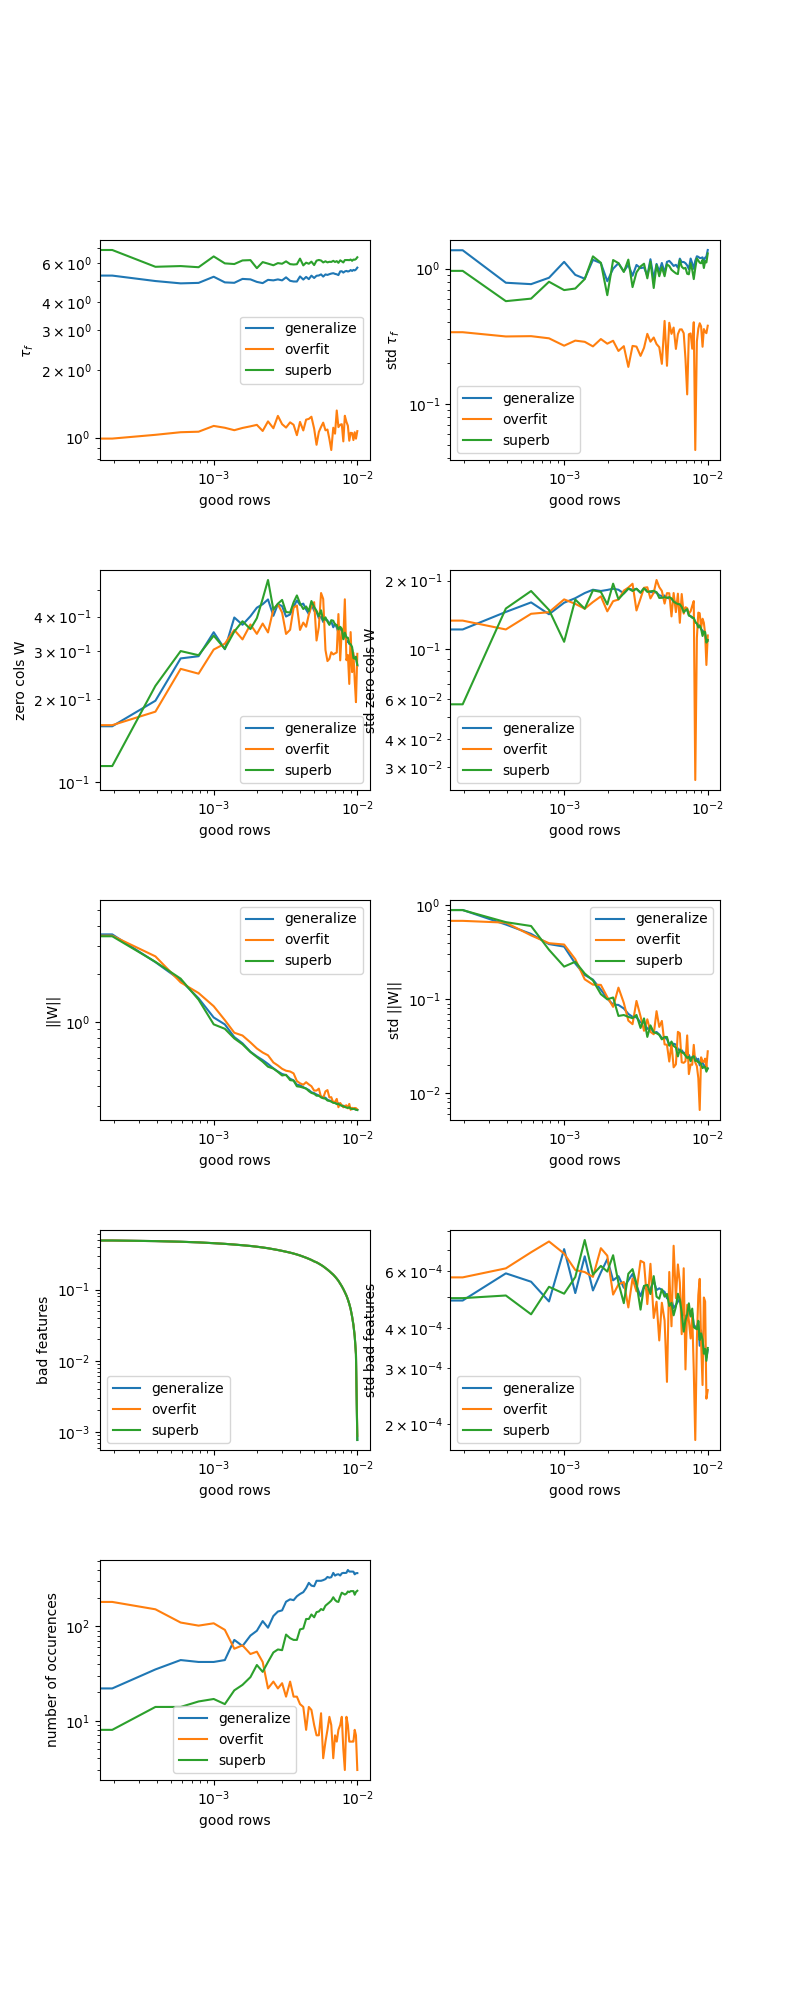 6 × 10⁰
4 × 10⁰
3 × 10⁰
2 × 10⁰
10⁰
τ_f
generalize
overfit
superb
10⁻³
10⁻²
good rows
10⁰
10⁻¹
std τ_f
generalize
overfit
superb
10⁻³
10⁻²
good rows
4 × 10⁻¹
3 × 10⁻¹
2 × 10⁻¹
10⁻¹
zero cols W
generalize
overfit
superb
10⁻³
10⁻²
good rows
2 × 10⁻¹
10⁻¹
6 × 10⁻²
4 × 10⁻²
3 × 10⁻²
std zero cols W
generalize
overfit
superb
10⁻³
10⁻²
good rows
10⁰
||W||
generalize
overfit
superb
10⁻³
10⁻²
good rows
10⁰
10⁻¹
10⁻²
std ||W||
generalize
overfit
superb
10⁻³
10⁻²
good rows
10⁻¹
10⁻²
10⁻³
bad features
generalize
overfit
superb
10⁻³
10⁻²
good rows
6 × 10⁻⁴
4 × 10⁻⁴
3 × 10⁻⁴
2 × 10⁻⁴
std bad features
generalize
overfit
superb
10⁻³
10⁻²
good rows
10²
10¹
number of occurences
generalize
overfit
superb
10⁻³
10⁻²
good rows